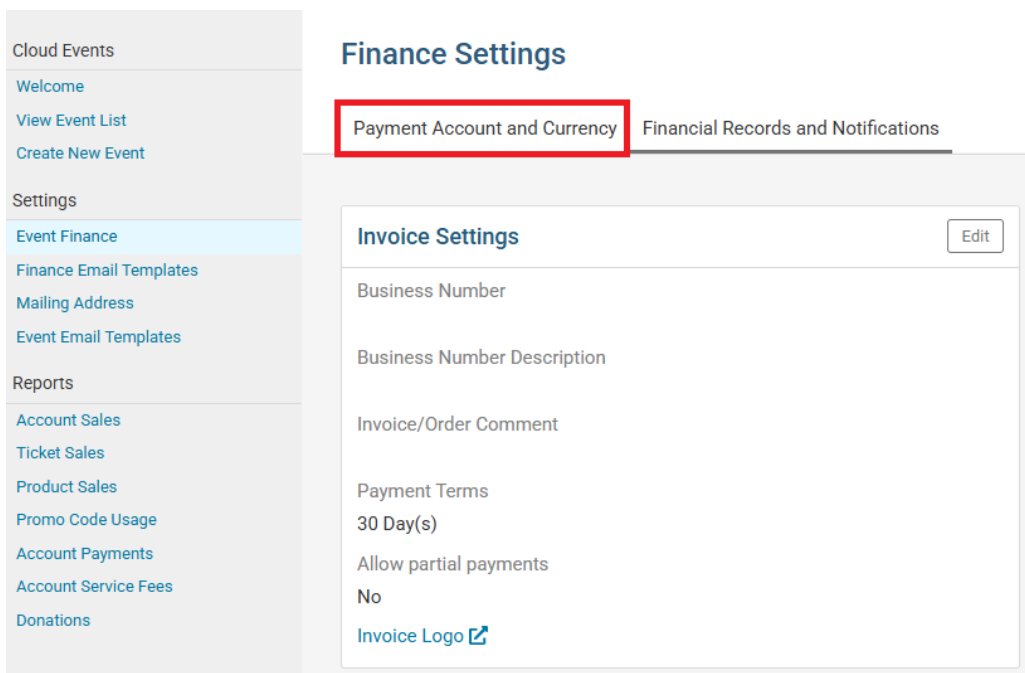 Cloud Events
Welcome
View Event List
Create New Event
Settings
Event Finance
Finance Email Templates
Mailing Address
Event Email Templates
Reports
Account Sales
Ticket Sales
Product Sales
Promo Code Usage
Account Payments
Account Service Fees
Donations
Finance Settings
Payment Account and Currency
Financial Records and Notifications
Invoice Settings
Edit
Business Number
Business Number Description
Invoice/Order Comment
Payment Terms
30 Day(s)
Allow partial payments
No
Invoice Logo